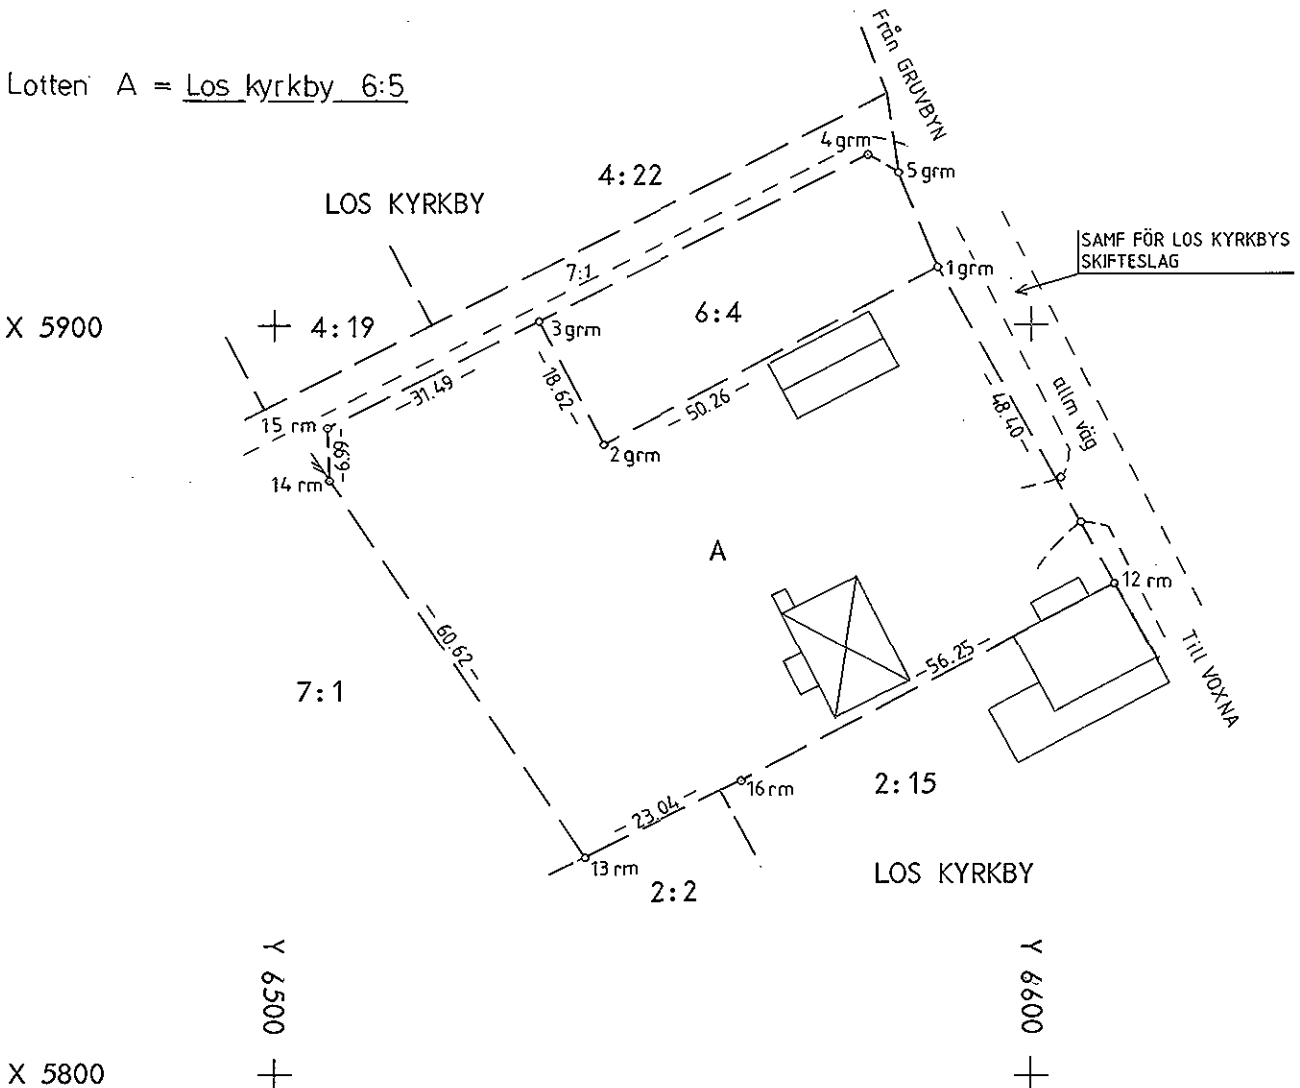 Från GRUVBYN
Lotten A = Los kyrkby 6:5
4 grm
5 grm
4:22
LOS KYRKBY
SAMF FÖR LOS KYRKBYS
SKIFTESLAG
7:1
1 grm
X 5900
4:19
3 grm
6:4
31.49
18.62
50.26
48.40
allm väg
15 rm
6.99
2 grm
14 rm
A
12 rm
60.62
56.25
Till VOXNA
7:1
16 rm
2:15
23.04
13 rm
2:2
LOS KYRKBY
Y 6500
Y 6600
X 5800